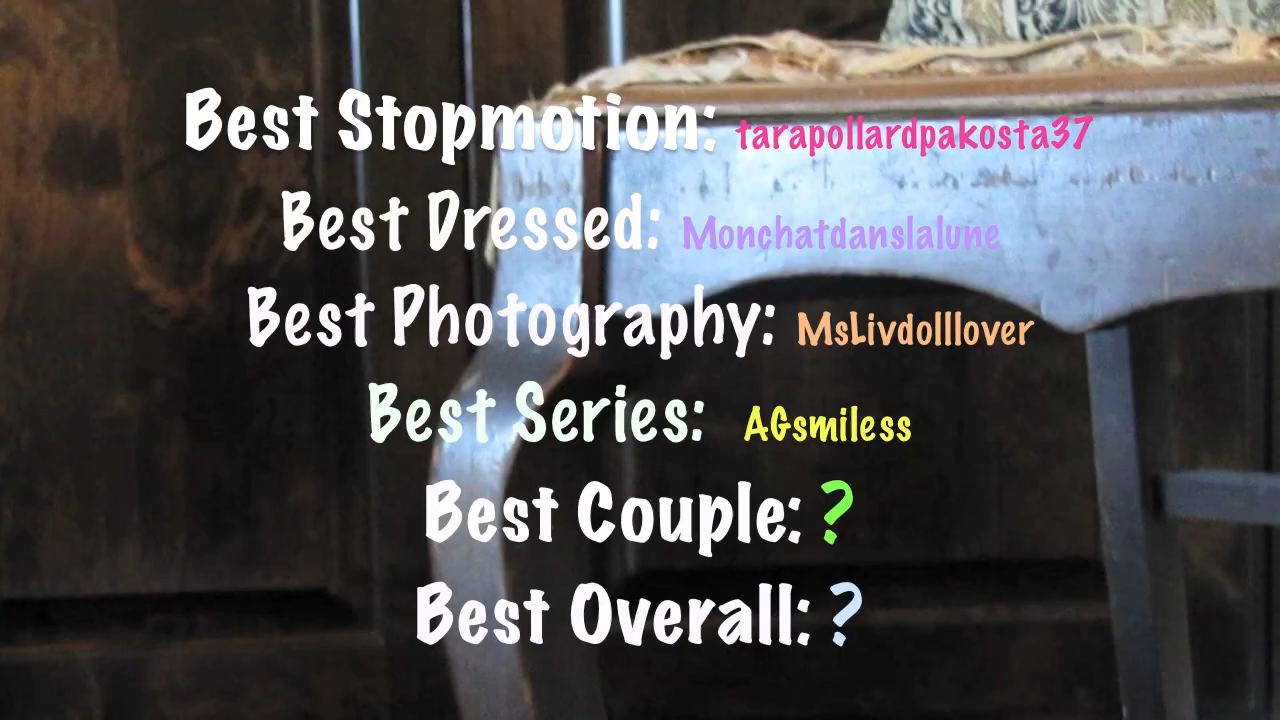 Best Stopmotion: tarapollardpakosta37
Best Dressed: Monchatdanslalune
Best Photography: MsLivdolllover
Best Series: AGsmiless
Best Couple: ?
Best Overall: ?